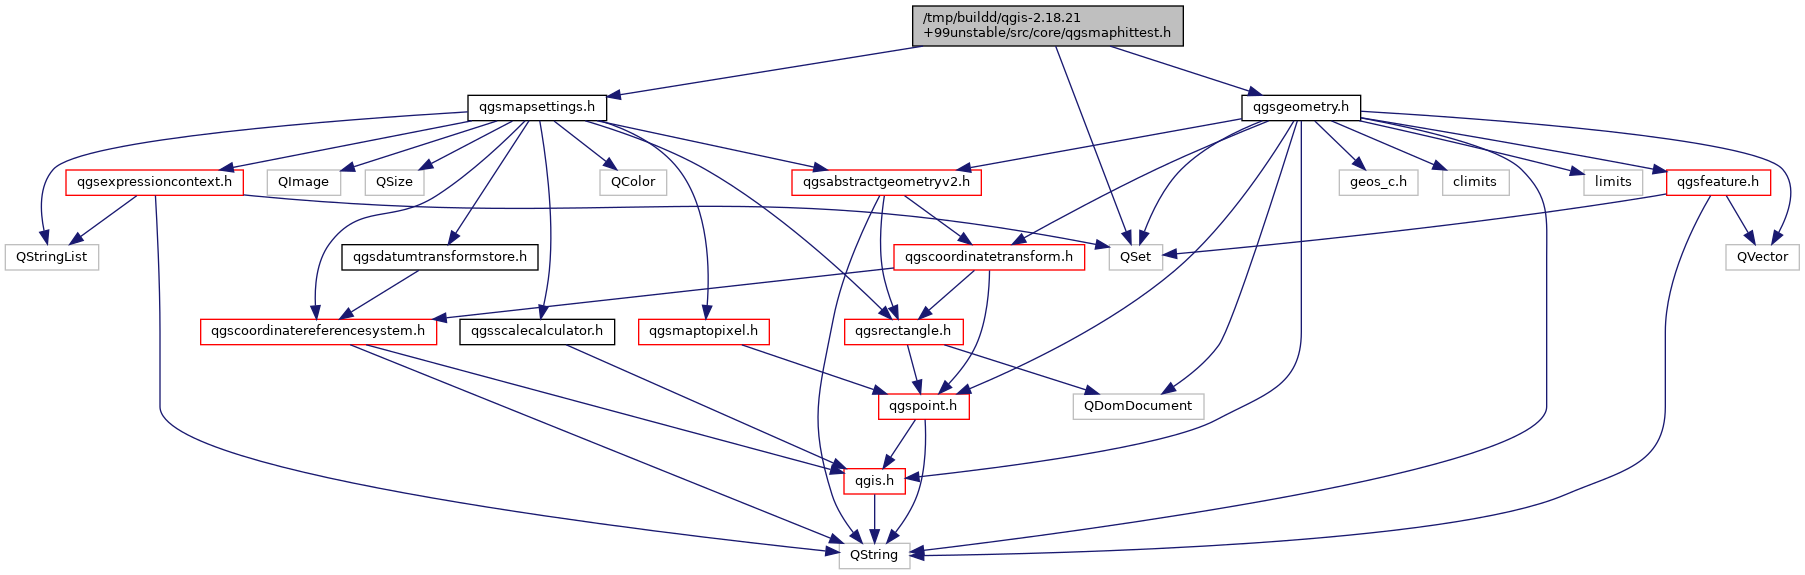 /tmp/buildd/qgis-2.18.21
+99unstable/src/core/qgsmaphittest.h
qgsmapsettings.h
qgsgeometry.h
qgsexpressioncontext.h
QImage
QSize
QColor
qgsabstractgeometryv2.h
geos_c.h
climits
limits
qgsfeature.h
QStringList
qgsdatumtransformstore.h
qgscoordinatetransform.h
QSet
QVector
qgscoordinatereferencesystem.h
qgsscalecalculator.h
qgsmaptopixel.h
qgsrectangle.h
qgspoint.h
QDomDocument
qgis.h
QString